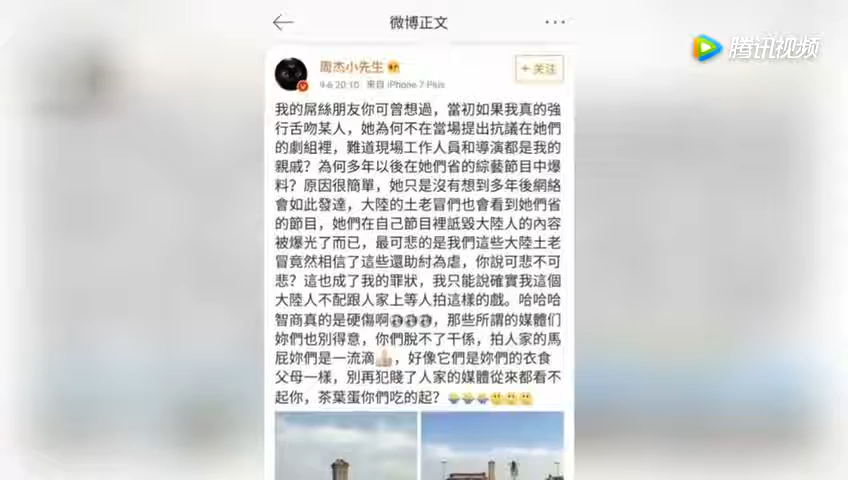 微博正文
腾讯视频
周杰小先生
+关注
9-6 20:10 来自 iPhone 7 Plus
我的屌絲朋友你可曾想過，當初如果我真的強
行舌吻某人，她為何不在當場提出抗議在她們
的劇組裡，難道現場工作人員和導演都是我的
親戚？為何多年以後在她們省的綜藝節目中爆
料？原因很簡單，她只是沒有想到多年後網絡
會如此發達，大陸的土老冒們也會看到她們省
的節目，她們在自己節目裡詆毀大陸人的內容
被爆光了而已，最可悲的是我們這些大陸土老
冒竟然相信了這些還助紂為虐，你說可悲不可
悲？這也成了我的罪狀，我只能說確實我這個
大陸人不配跟人家上等人拍這樣的戲。哈哈哈
智商真的是硬傷啊，那些所謂的媒體们
妳們也別得意，你們脫不了干係，拍人家的馬
屁妳們是一流滴，好像它們是妳們的衣食
父母一樣，別再犯賤了人家的媒體從來都看不
起你，茶葉蛋你們吃的起？